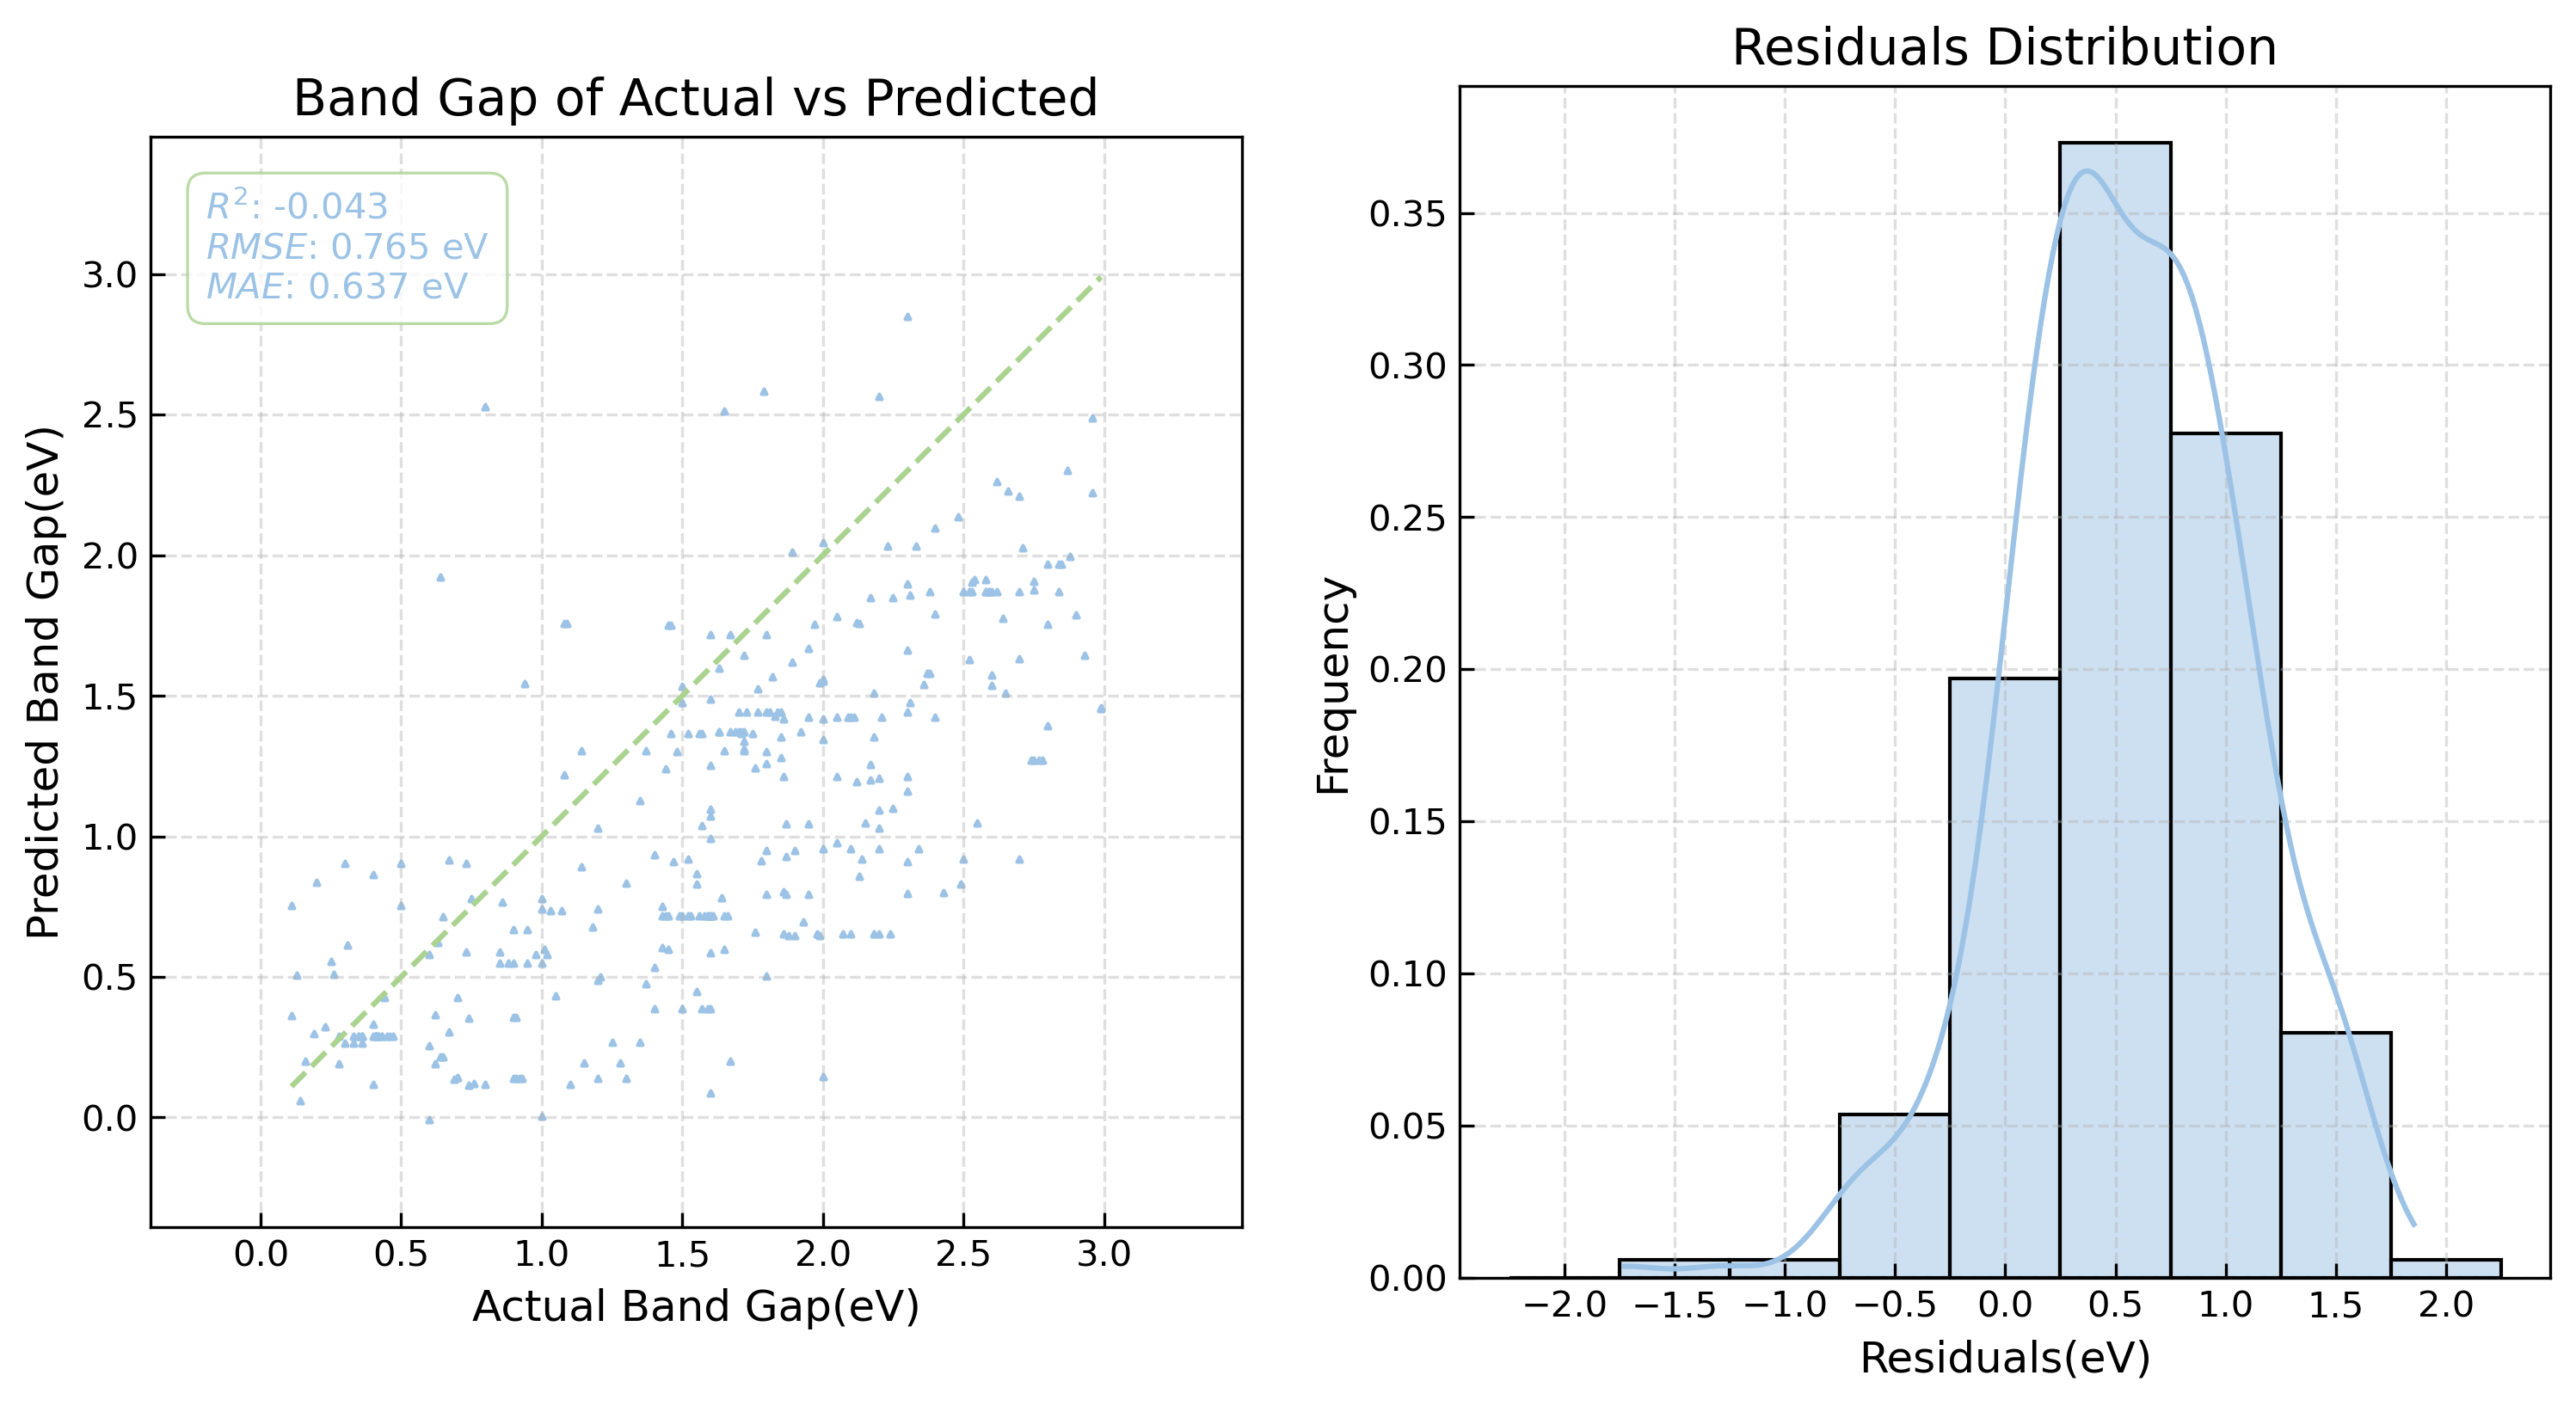 Band Gap of Actual vs Predicted
R²: -0.043
RMSE: 0.765 eV
MAE: 0.637 eV
Predicted Band Gap(eV)
3.0
2.5
2.0
1.5
1.0
0.5
0.0
0.0 0.5 1.0 1.5 2.0 2.5 3.0
Actual Band Gap(eV)
Residuals Distribution
Frequency
0.35
0.30
0.25
0.20
0.15
0.10
0.05
0.00
−2.0 −1.5 −1.0 −0.5 0.0 0.5 1.0 1.5 2.0
Residuals(eV)